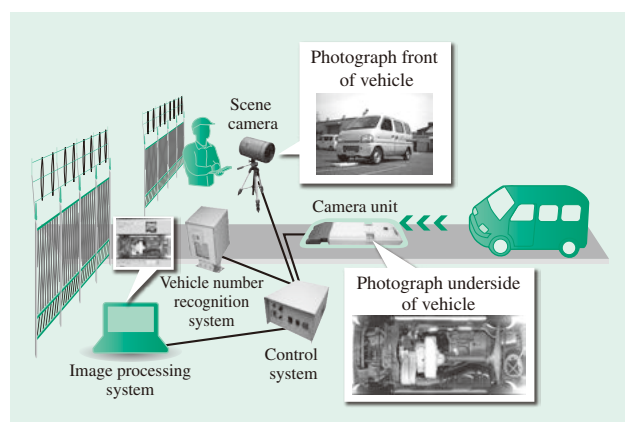 Photograph front
of vehicle
Scene
camera
Camera unit
Photograph underside
of vehicle
Vehicle number
recognition
system
Control
system
Image processing
system